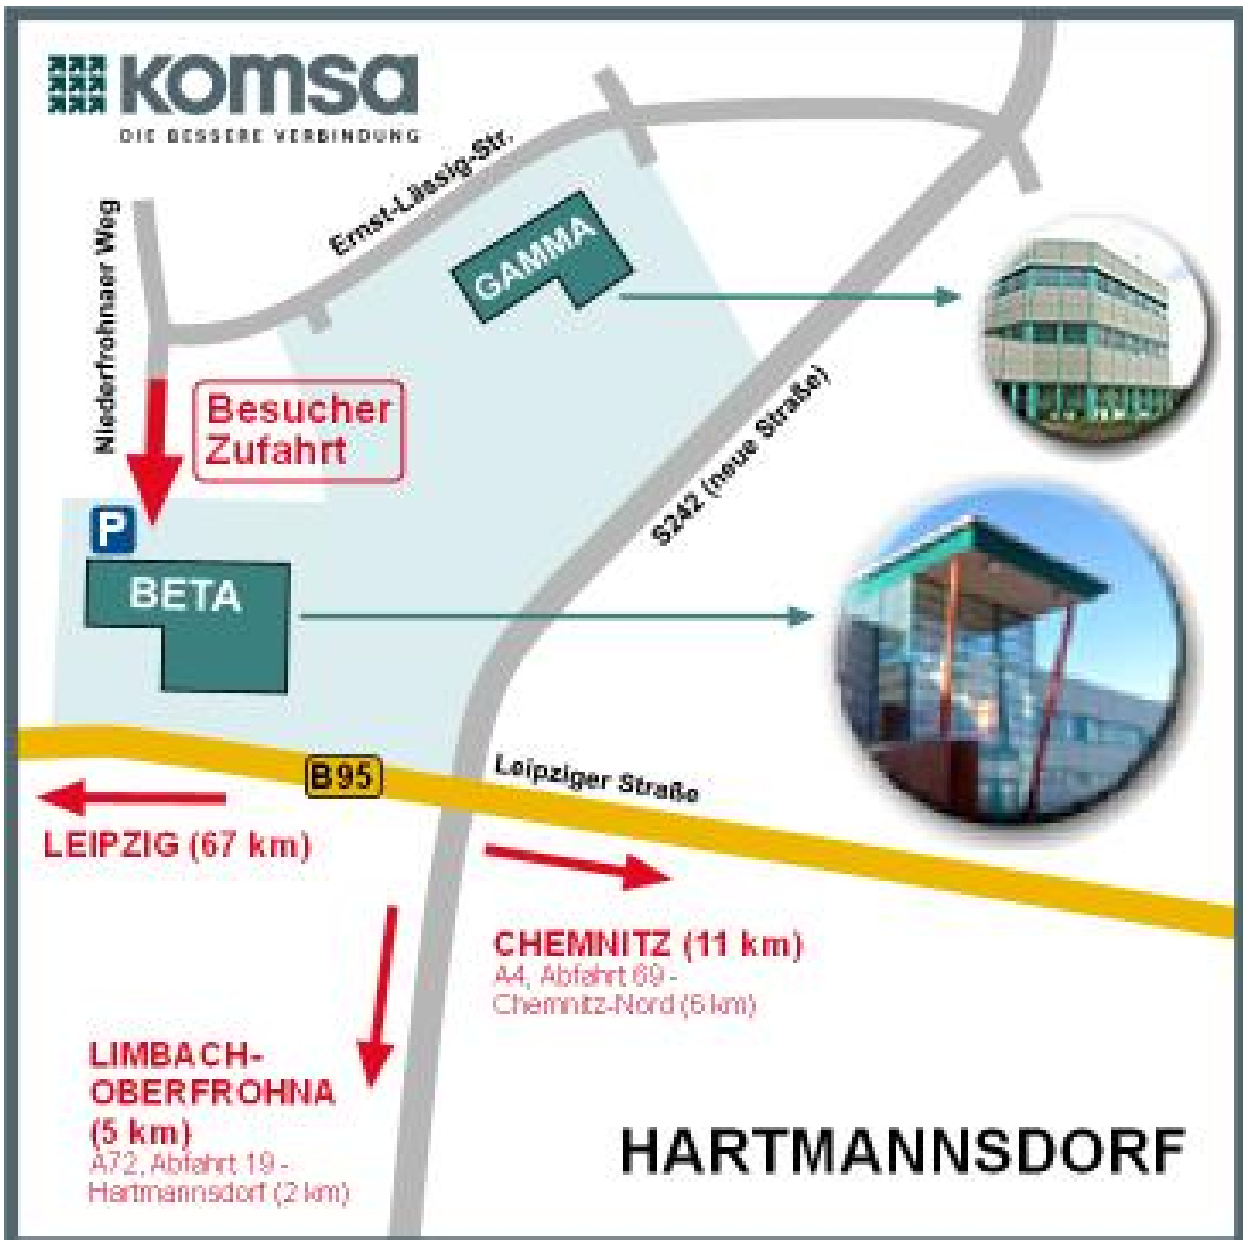 KOMSA
DIE BESSERE VERBINDUNG
Ernst-Lässig-Str.
Niederfrohnaer Weg
GAMMA
Besucher
Zufahrt
S242 (neue Straße)
P
BETA
B95
Leipziger Straße
LEIPZIG (67 km)
CHEMNITZ (11 km)
A4, Abfahrt 69 -
Chemnitz-Nord (6 km)
LIMBACH-
OBERFROHNA
(5 km)
A72, Abfahrt 19 -
Hartmannsdorf (2 km)
HARTMANNSDORF